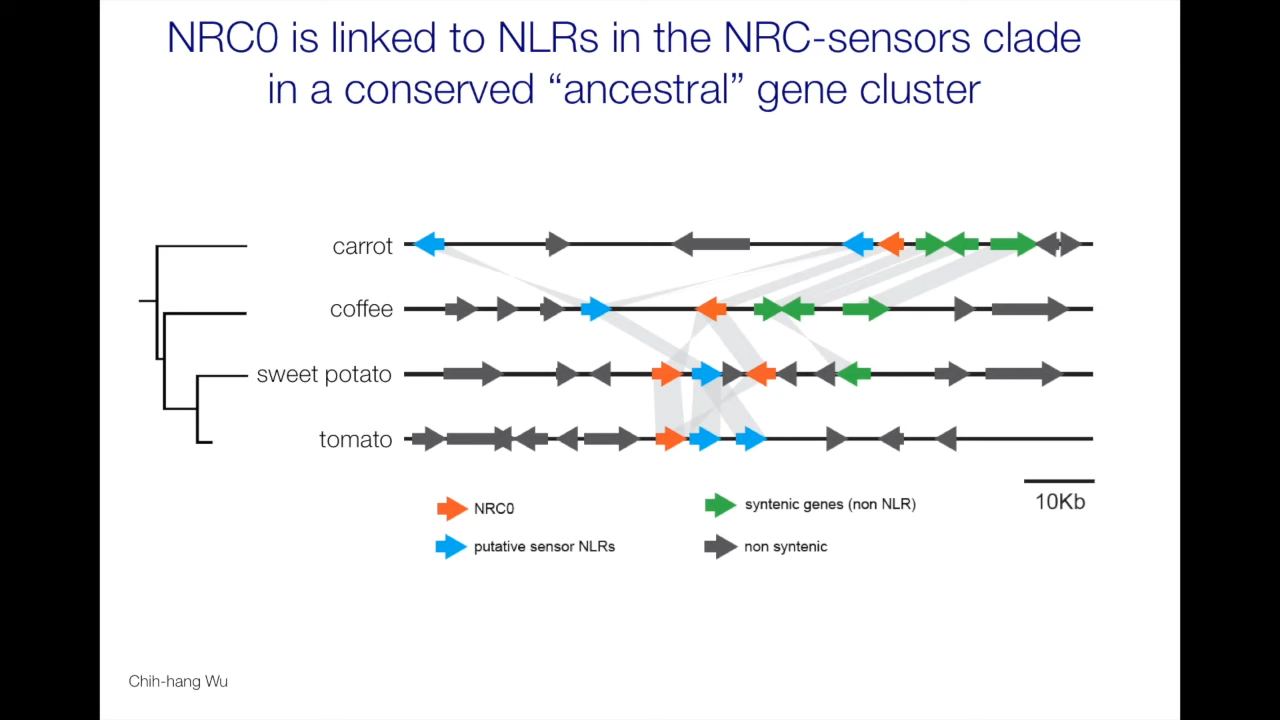 NRC0 is linked to NLRs in the NRC-sensors clade
in a conserved “ancestral” gene cluster
carrot
coffee
sweet potato
tomato
10Kb
NRC0
syntenic genes (non NLR)
putative sensor NLRs
non syntenic
Chih-hang Wu